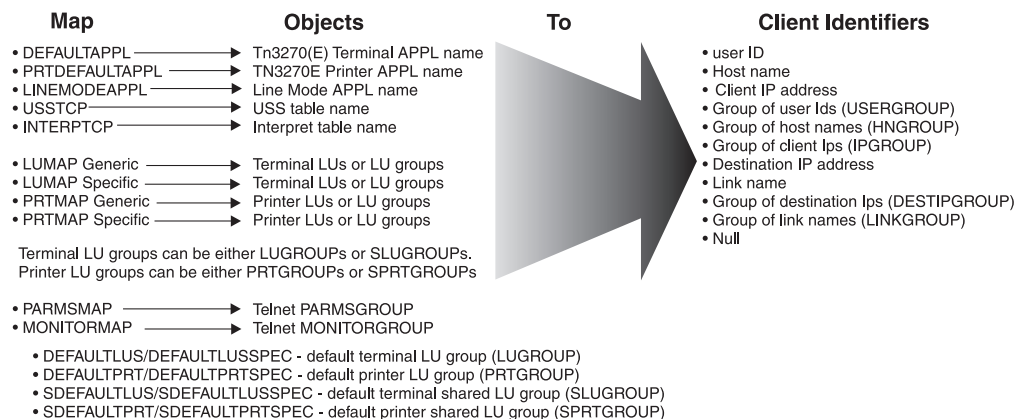 Map Objects To Client Identifiers
• DEFAULTAPPL Tn3270(E) Terminal APPL name
• PRTDEFAULTAPPL TN3270E Printer APPL name
• LINEMODEAPPL Line Mode APPL name
• USSTCP USS table name
• INTERPTCP Interpret table name
• LUMAP Generic Terminal LUs or LU groups
• LUMAP Specific Terminal LUs or LU groups
• PRTMAP Generic Printer LUs or LU groups
• PRTMAP Specific Printer LUs or LU groups
Terminal LU groups can be either LUGROUPs or SLUGROUPs.
Printer LU groups can be either PRTGROUPs or SPRTGROUPs
• PARMSMAP Telnet PARMSGROUP
• MONITORMAP Telnet MONITORGROUP
• DEFAULTLUS/DEFAULTLUSSPEC - default terminal LU group (LUGROUP)
• DEFAULTPRT/DEFAULTPRTSPEC - default printer LU group (PRTGROUP)
• SDEFAULTLUS/SDEFAULTLUSSPEC - default terminal shared LU group (SLUGROUP)
• SDEFAULTPRT/SDEFAULTPRTSPEC - default printer shared LU group (SPRTGROUP)
• user ID
• Host name
• Client IP address
• Group of user Ids (USERGROUP)
• Group of host names (HNGROUP)
• Group of client Ips (IPGROUP)
• Destination IP address
• Link name
• Group of destination Ips (DESTIPGROUP)
• Group of link names (LINKGROUP)
• Null